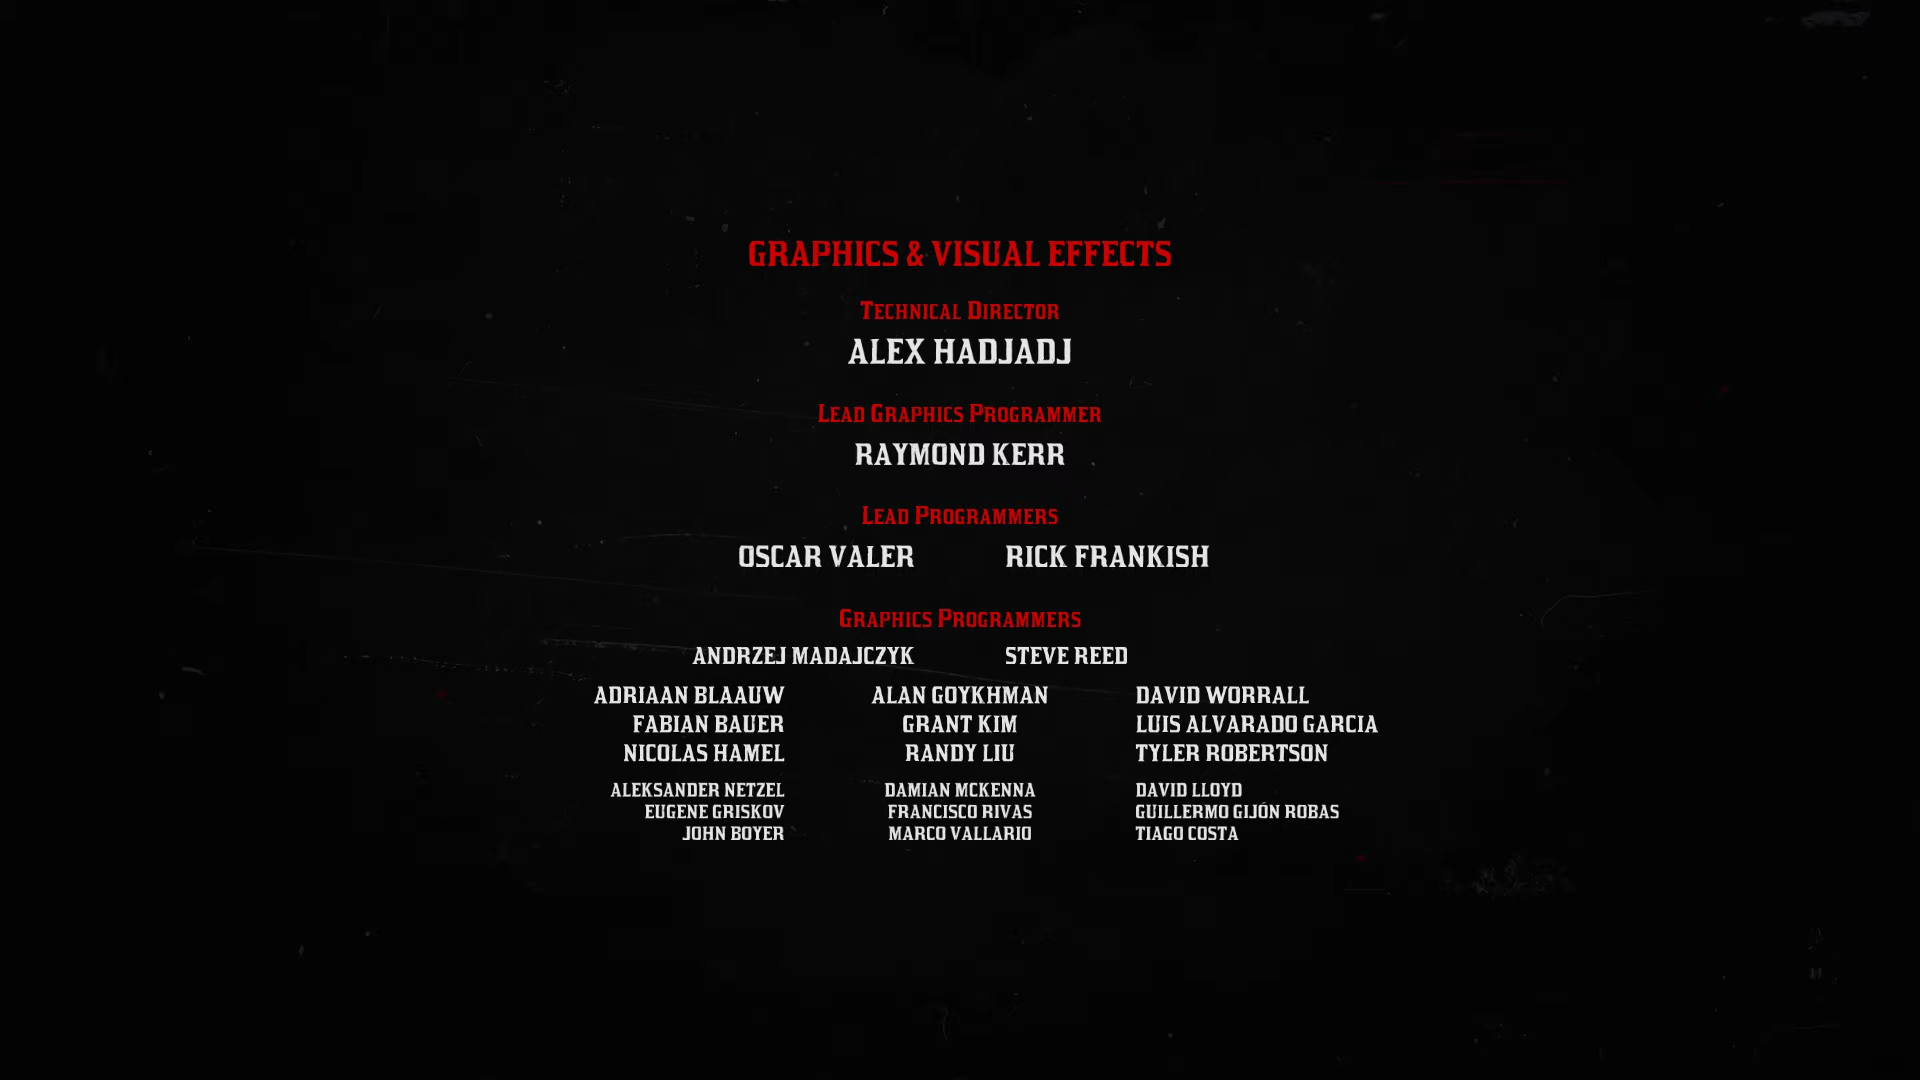 GRAPHICS & VISUAL EFFECTS
TECHNICAL DIRECTOR
ALEX HADJADJ
LEAD GRAPHICS PROGRAMMER
RAYMOND KERR
LEAD PROGRAMMERS
OSCAR VALER RICK FRANKISH
GRAPHICS PROGRAMMERS
ANDRZEJ MADAJCZYK STEVE REED
ADRIAAN BLAAUW ALAN GOYKHMAN DAVID WORRALL
FABIAN BAUER GRANT KIM LUIS ALVARADO GARCIA
NICOLAS HAMEL RANDY LIU TYLER ROBERTSON
ALEKSANDER NETZEL DAMIAN MCKENNA DAVID LLOYD
EUGENE GRISKOV FRANCISCO RIVAS GUILLERMO GIJÓN ROBAS
JOHN BOYER MARCO VALLARIO TIAGO COSTA